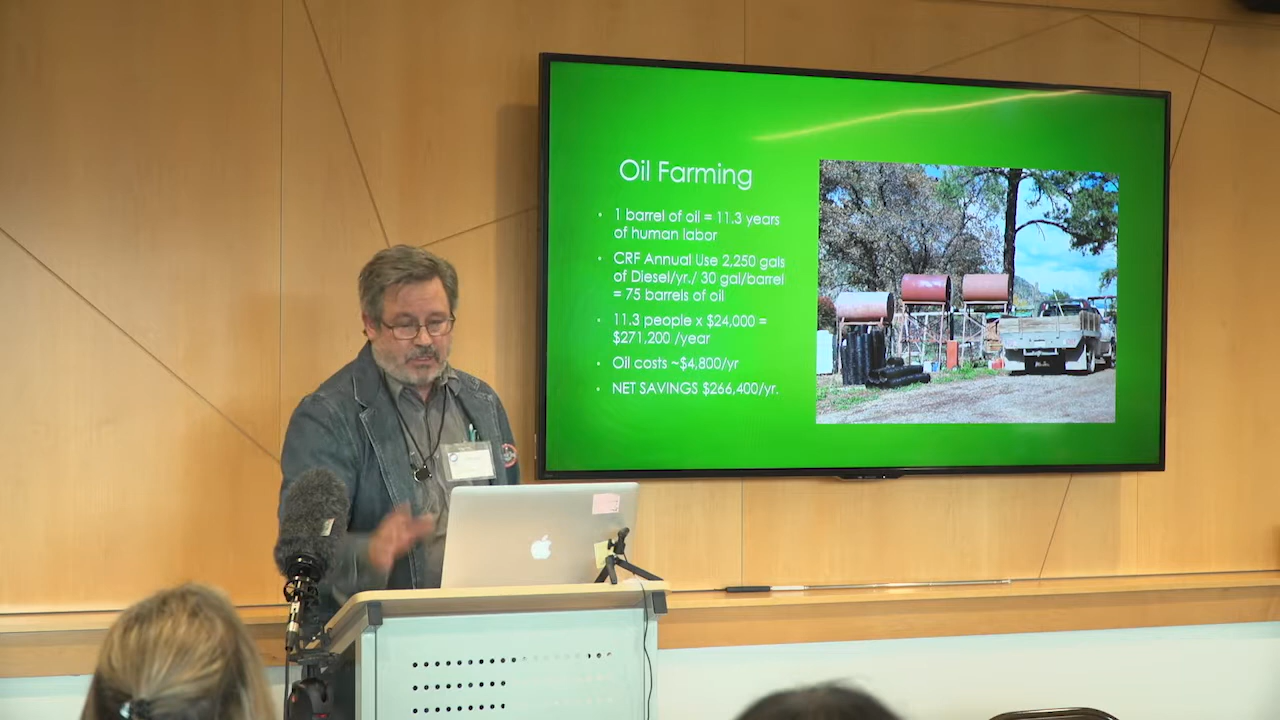 Oil Farming
1 barrel of oil = 11.3 years
of human labor
CRF Annual Use 2,250 gals
of Diesel/yr./ 30 gal/barrel
= 75 barrels of oil
11.3 people x $24,000 =
$271,200 /year
Oil costs ~$4,800/yr
NET SAVINGS $266,400/yr.